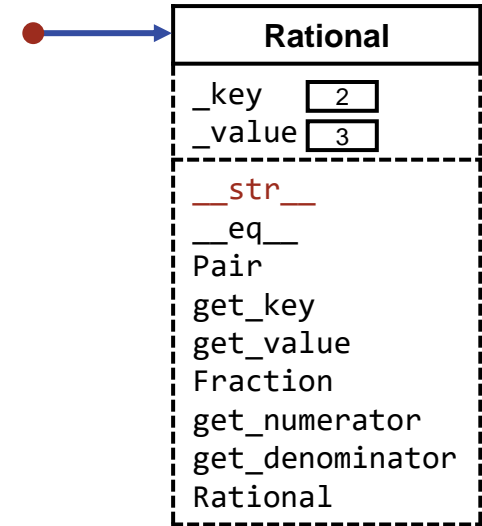 Rational
_key 2
_value 3
__str__
__eq__
Pair
get_key
get_value
Fraction
get_numerator
get_denominator
Rational